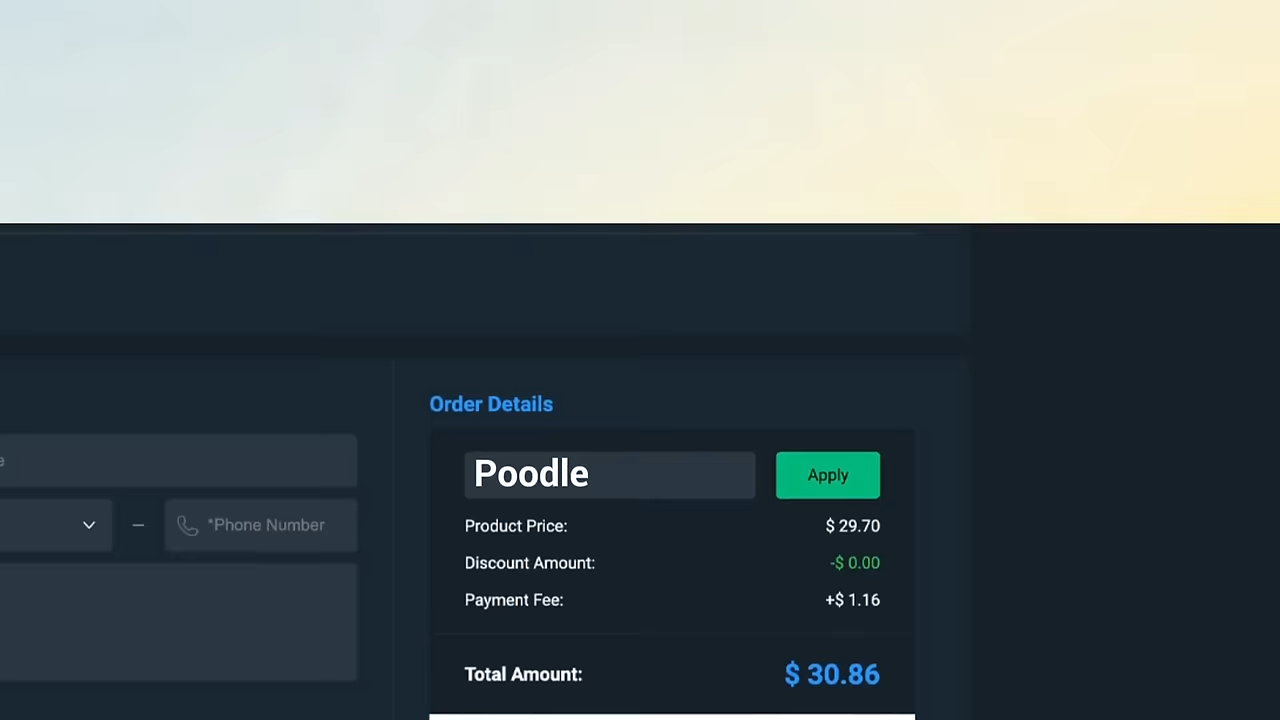 Order Details
Poodle
Apply
Product Price:
$ 29.70
*Phone Number
Discount Amount:
-$ 0.00
Payment Fee:
+$ 1.16
Total Amount:
$ 30.86